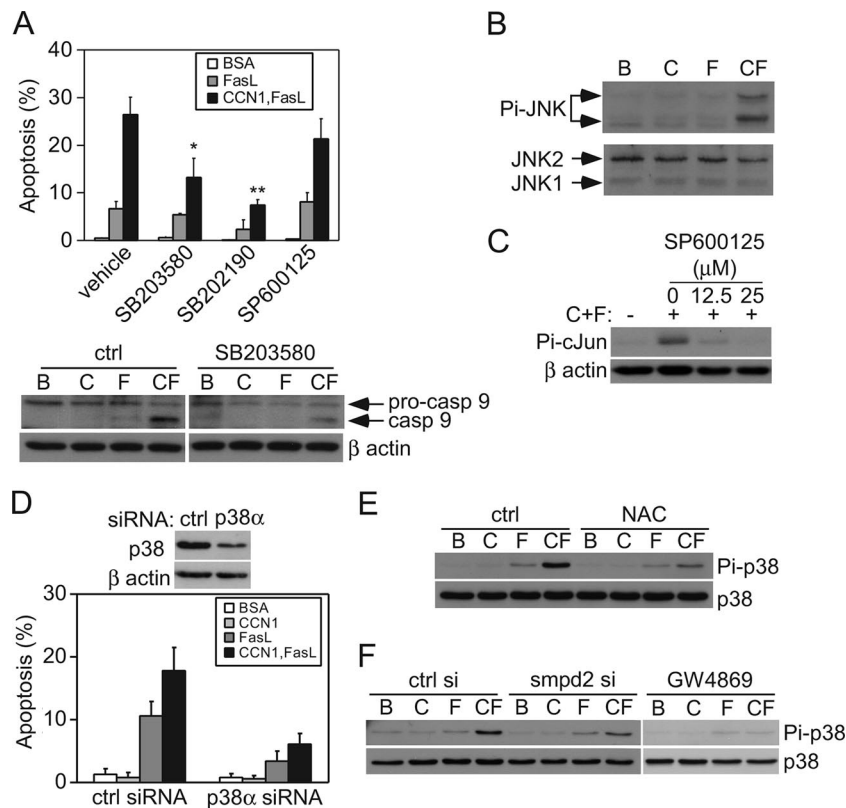 A
40
30
20
10
0
Apoptosis (%)
BSA
FasL
CCN1,FasL
*
**
vehicle
SB203580
SB202190
SP600125
ctrl
SB203580
B C F CF B C F CF
pro-casp 9
casp 9
β actin
B
B C F CF
Pi-JNK
JNK2
JNK1
C
SP600125
(μM)
0 12.5 25
C+F: - + + +
Pi-cJun
β actin
D
siRNA: ctrl p38α
p38
β actin
30
20
10
0
Apoptosis (%)
BSA
CCN1
FasL
CCN1,FasL
ctrl siRNA
p38α siRNA
E
ctrl NAC
B C F CF B C F CF
Pi-p38
p38
F
ctrl si smpd2 si GW4869
B C F CF B C F CF B C F CF
Pi-p38
p38